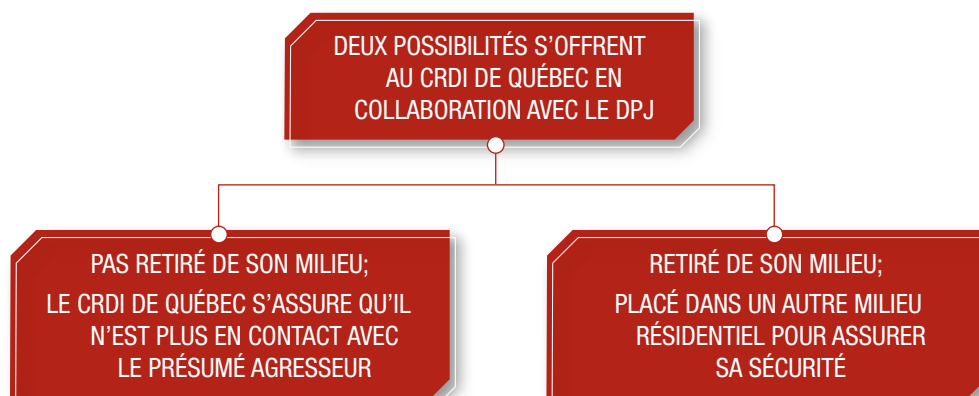 DEUX POSSIBILITÉS S’OFFRENT
AU CRDI DE QUÉBEC EN
COLLABORATION AVEC LE DPJ
PAS RETIRÉ DE SON MILIEU;
LE CRDI DE QUÉBEC S’ASSURE QU’IL
N’EST PLUS EN CONTACT AVEC
LE PRÉSUMÉ AGRESSEUR
RETIRÉ DE SON MILIEU;
PLACÉ DANS UN AUTRE MILIEU
RÉSIDENTIEL POUR ASSURER
SA SÉCURITÉ